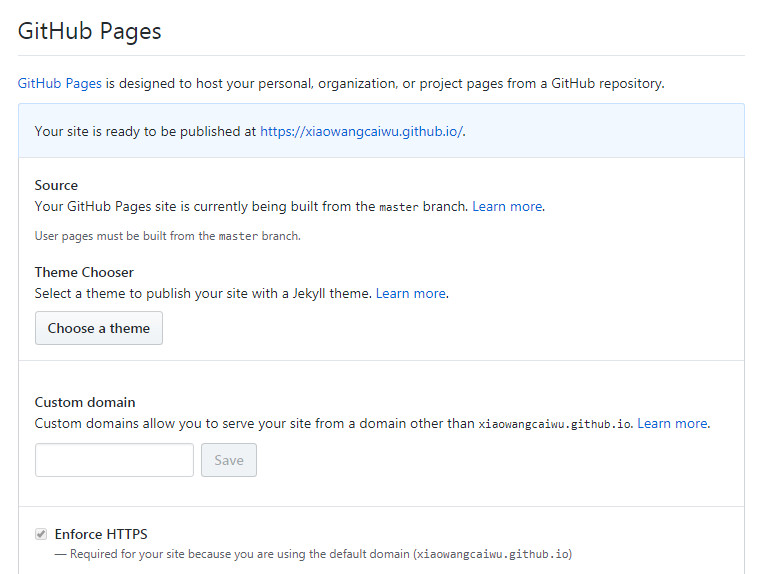 GitHub Pages
GitHub Pages is designed to host your personal, organization, or project pages from a GitHub repository.
Your site is ready to be published at https://xiaowangcaiwu.github.io/.
Source
Your GitHub Pages site is currently being built from the master branch. Learn more.
User pages must be built from the master branch.
Theme Chooser
Select a theme to publish your site with a Jekyll theme. Learn more.
Choose a theme
Custom domain
Custom domains allow you to serve your site from a domain other than xiaowangcaiwu.github.io. Learn more.
Save
Enforce HTTPS
— Required for your site because you are using the default domain (xiaowangcaiwu.github.io)